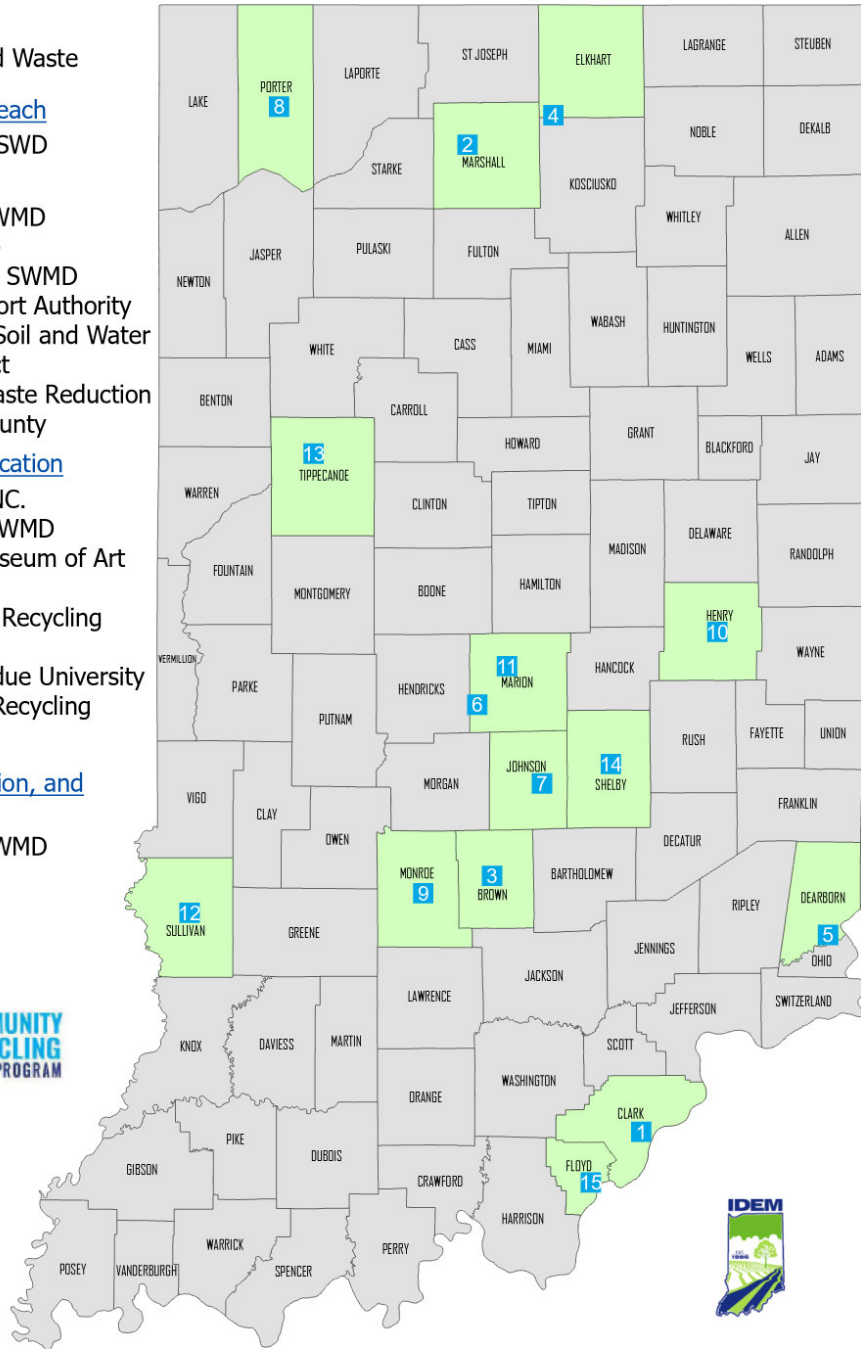 d Waste
each
SWD
WMD
SWMD
ort Authority
Soil and Water
ct
aste Reduction
unty
cation
NC.
WMD
seum of Art
Recycling
due University
Recycling
ion, and
WMD
MUNITY
CLING
PROGRAM
LAKE
PORTER
8
LAPORTE
ST JOSEPH
ELKHART
4
LAGRANGE
STEUBEN
2
MARSHALL
STARKE
KOSCIUSKO
NOBLE
DEKALB
NEWTON
JASPER
PULASKI
FULTON
WHITLEY
ALLEN
WHITE
CASS
MIAMI
WABASH
HUNTINGTON
WELLS
ADAMS
BENTON
CARROLL
HOWARD
GRANT
BLACKFORD
JAY
13
TIPPECANOE
WARREN
CLINTON
TIPTON
MADISON
DELAWARE
RANDOLPH
FOUNTAIN
MONTGOMERY
BOONE
HAMILTON
HENRY
10
WAYNE
VERMILLION
PARKE
PUTNAM
HENDRICKS
11
MARION
6
HANCOCK
RUSH
FAYETTE
UNION
VIGO
CLAY
OWEN
MORGAN
JOHNSON
7
14
SHELBY
DECATUR
FRANKLIN
12
SULLIVAN
GREENE
MONROE
9
3
BROWN
BARTHOLOMEW
JENNINGS
RIPLEY
DEARBORN
5
OHIO
KNOX
DAVIESS
MARTIN
LAWRENCE
JACKSON
SCOTT
JEFFERSON
SWITZERLAND
ORANGE
WASHINGTON
CLARK
1
GIBSON
PIKE
DUBOIS
CRAWFORD
HARRISON
FLOYD
15
POSEY
VANDERBURGH
WARRICK
SPENCER
PERRY
IDEM
EST.
1986